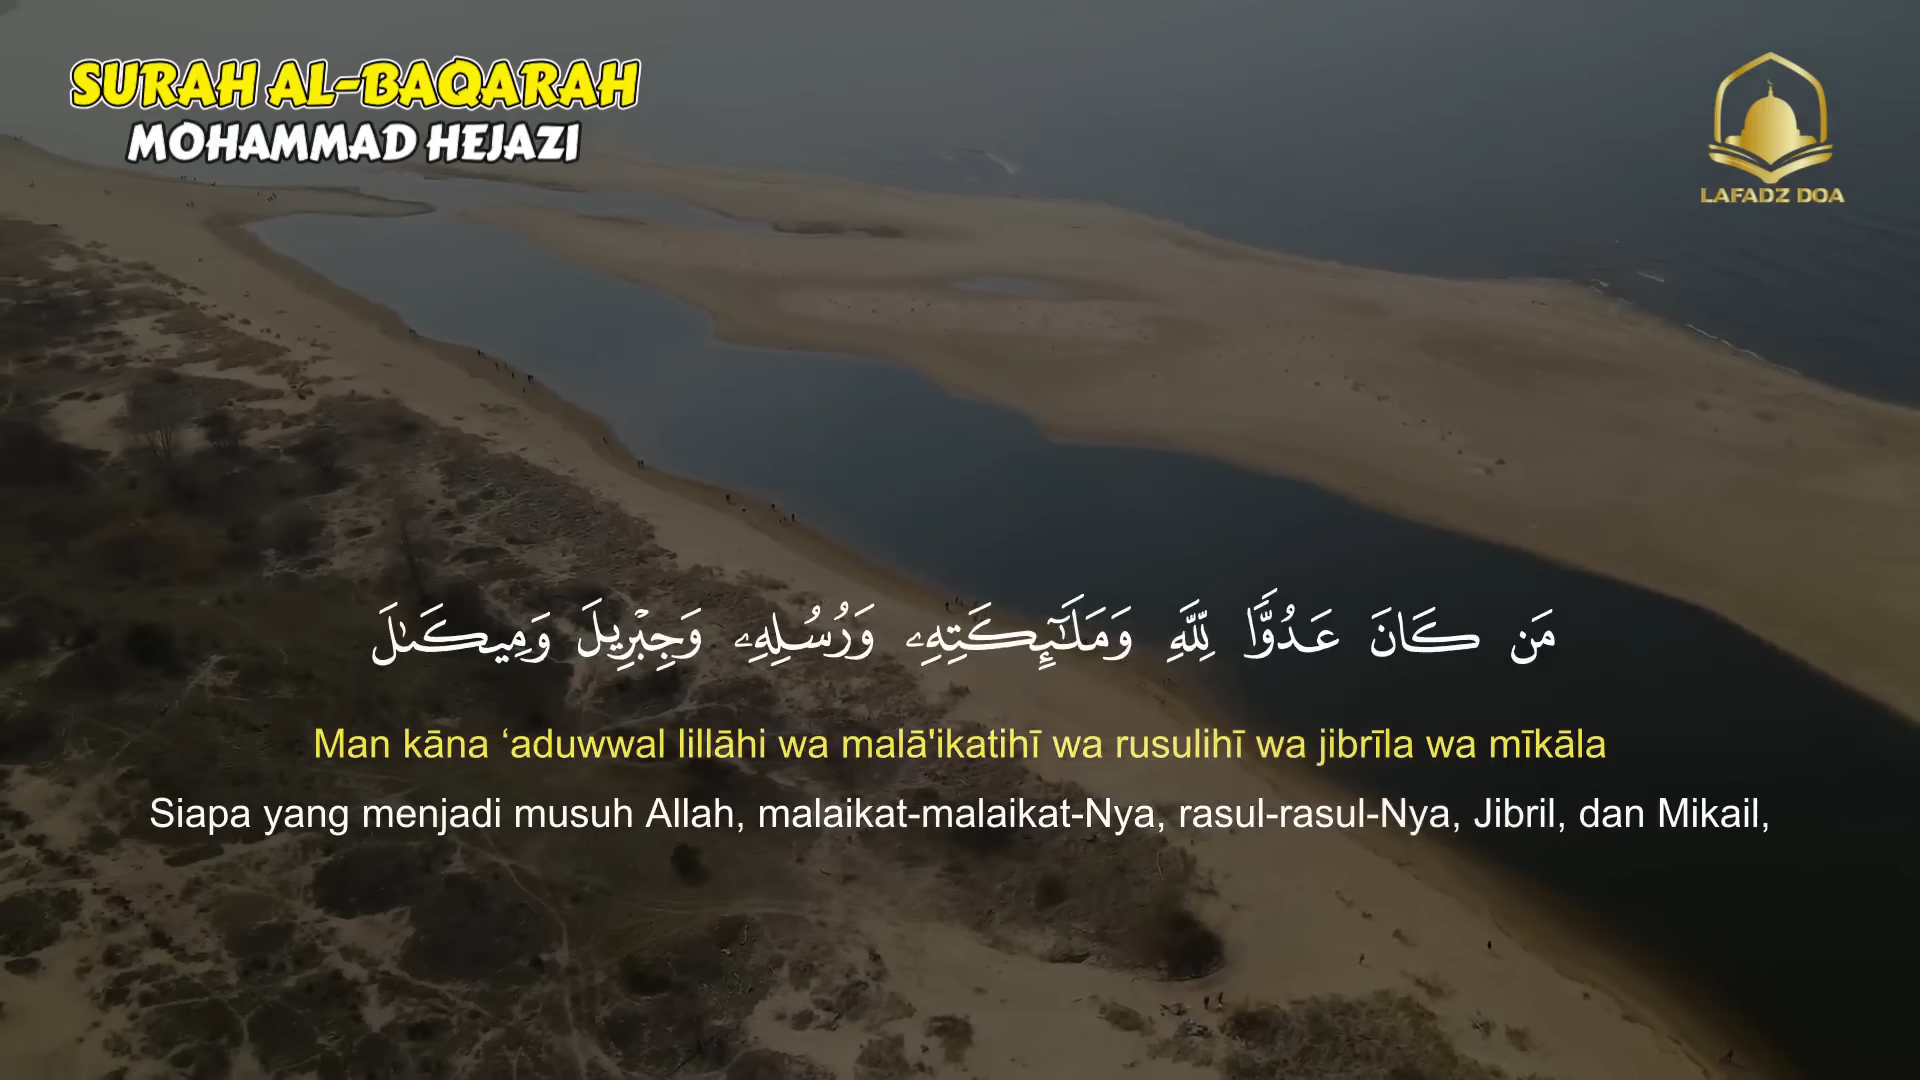 SURAH AL-BAQARAH
MOHAMMAD HEJAZI
LAFADZ DOA
مَن كَانَ عَدُوًّا لِّلَّهِ وَمَلَـٰٓئِكَتِهِۦ وَرُسُلِهِۦ وَجِبْرِيلَ وَمِيكَىٰلَ
Man kāna ‘aduwwal lillāhi wa malā'ikatihī wa rusulihī wa jibrīla wa mīkāla
Siapa yang menjadi musuh Allah, malaikat-malaikat-Nya, rasul-rasul-Nya, Jibril, dan Mikail,